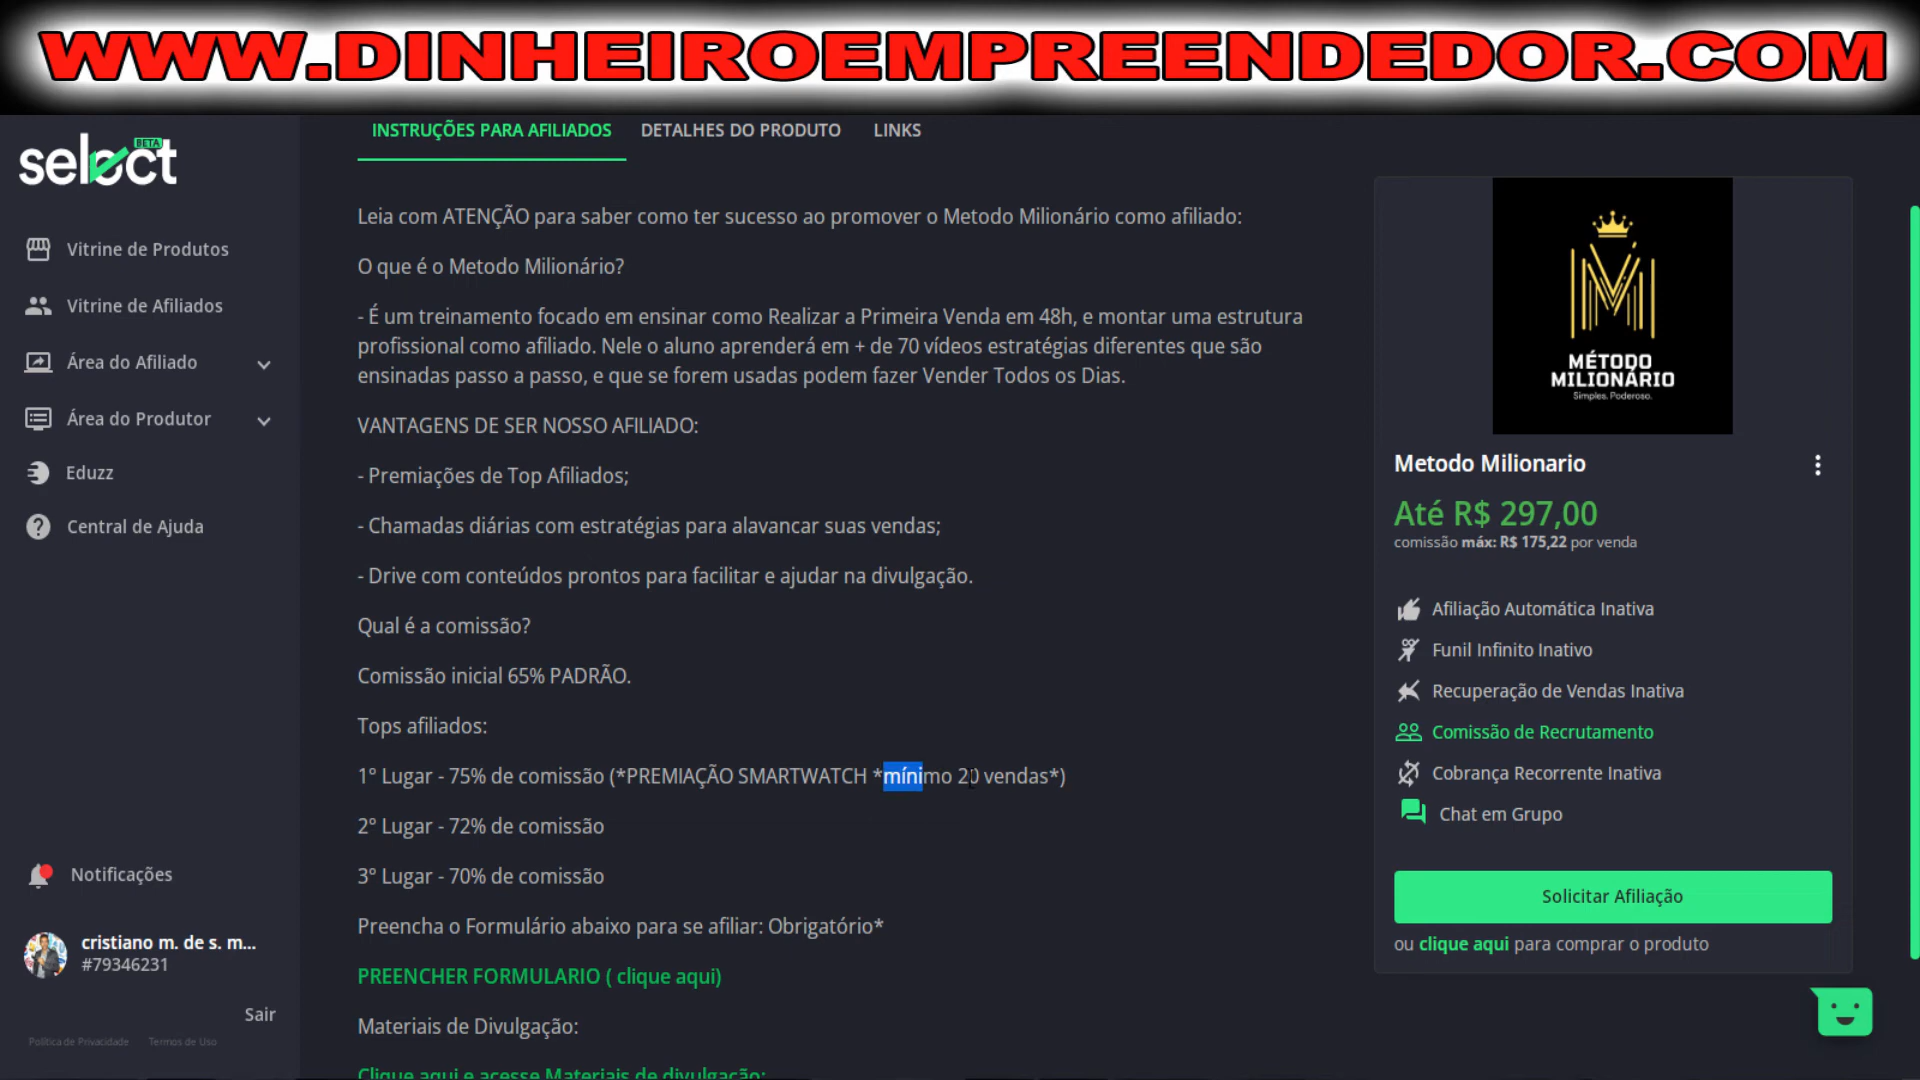 WWW.DINHEIROEMPREENDEDOR.COM
select
BETA
Vitrine de Produtos
Vitrine de Afiliados
Área do Afiliado
Área do Produtor
Eduzz
Central de Ajuda
Notificações
cristiano m. de s. m...
#79346231
Sair
Política de Privacidade
Termos de Uso
INSTRUÇÕES PARA AFILIADOS
DETALHES DO PRODUTO
LINKS
Leia com ATENÇÃO para saber como ter sucesso ao promover o Metodo Milionário como afiliado:
O que é o Metodo Milionário?
- É um treinamento focado em ensinar como Realizar a Primeira Venda em 48h, e montar uma estrutura
profissional como afiliado. Nele o aluno aprenderá em + de 70 vídeos estratégias diferentes que são
ensinadas passo a passo, e que se forem usadas podem fazer Vender Todos os Dias.
VANTAGENS DE SER NOSSO AFILIADO:
- Premiações de Top Afiliados;
- Chamadas diárias com estratégias para alavancar suas vendas;
- Drive com conteúdos prontos para facilitar e ajudar na divulgação.
Qual é a comissão?
Comissão inicial 65% PADRÃO.
Tops afiliados:
1º Lugar - 75% de comissão (*PREMIAÇÃO SMARTWATCH *mínimo 20 vendas*)
2º Lugar - 72% de comissão
3º Lugar - 70% de comissão
Preencha o Formulário abaixo para se afiliar: Obrigatório*
PREENCHER FORMULARIO ( clique aqui)
Materiais de Divulgação:
Clique aqui e acesse Materiais de divulgação:
MÉTODO
MILIONÁRIO
Simples. Poderoso.
Metodo Milionario
Até R$ 297,00
comissão máx: R$ 175,22 por venda
Afiliação Automática Inativa
Funil Infinito Inativo
Recuperação de Vendas Inativa
Comissão de Recrutamento
Cobrança Recorrente Inativa
Chat em Grupo
Solicitar Afiliação
ou clique aqui para comprar o produto